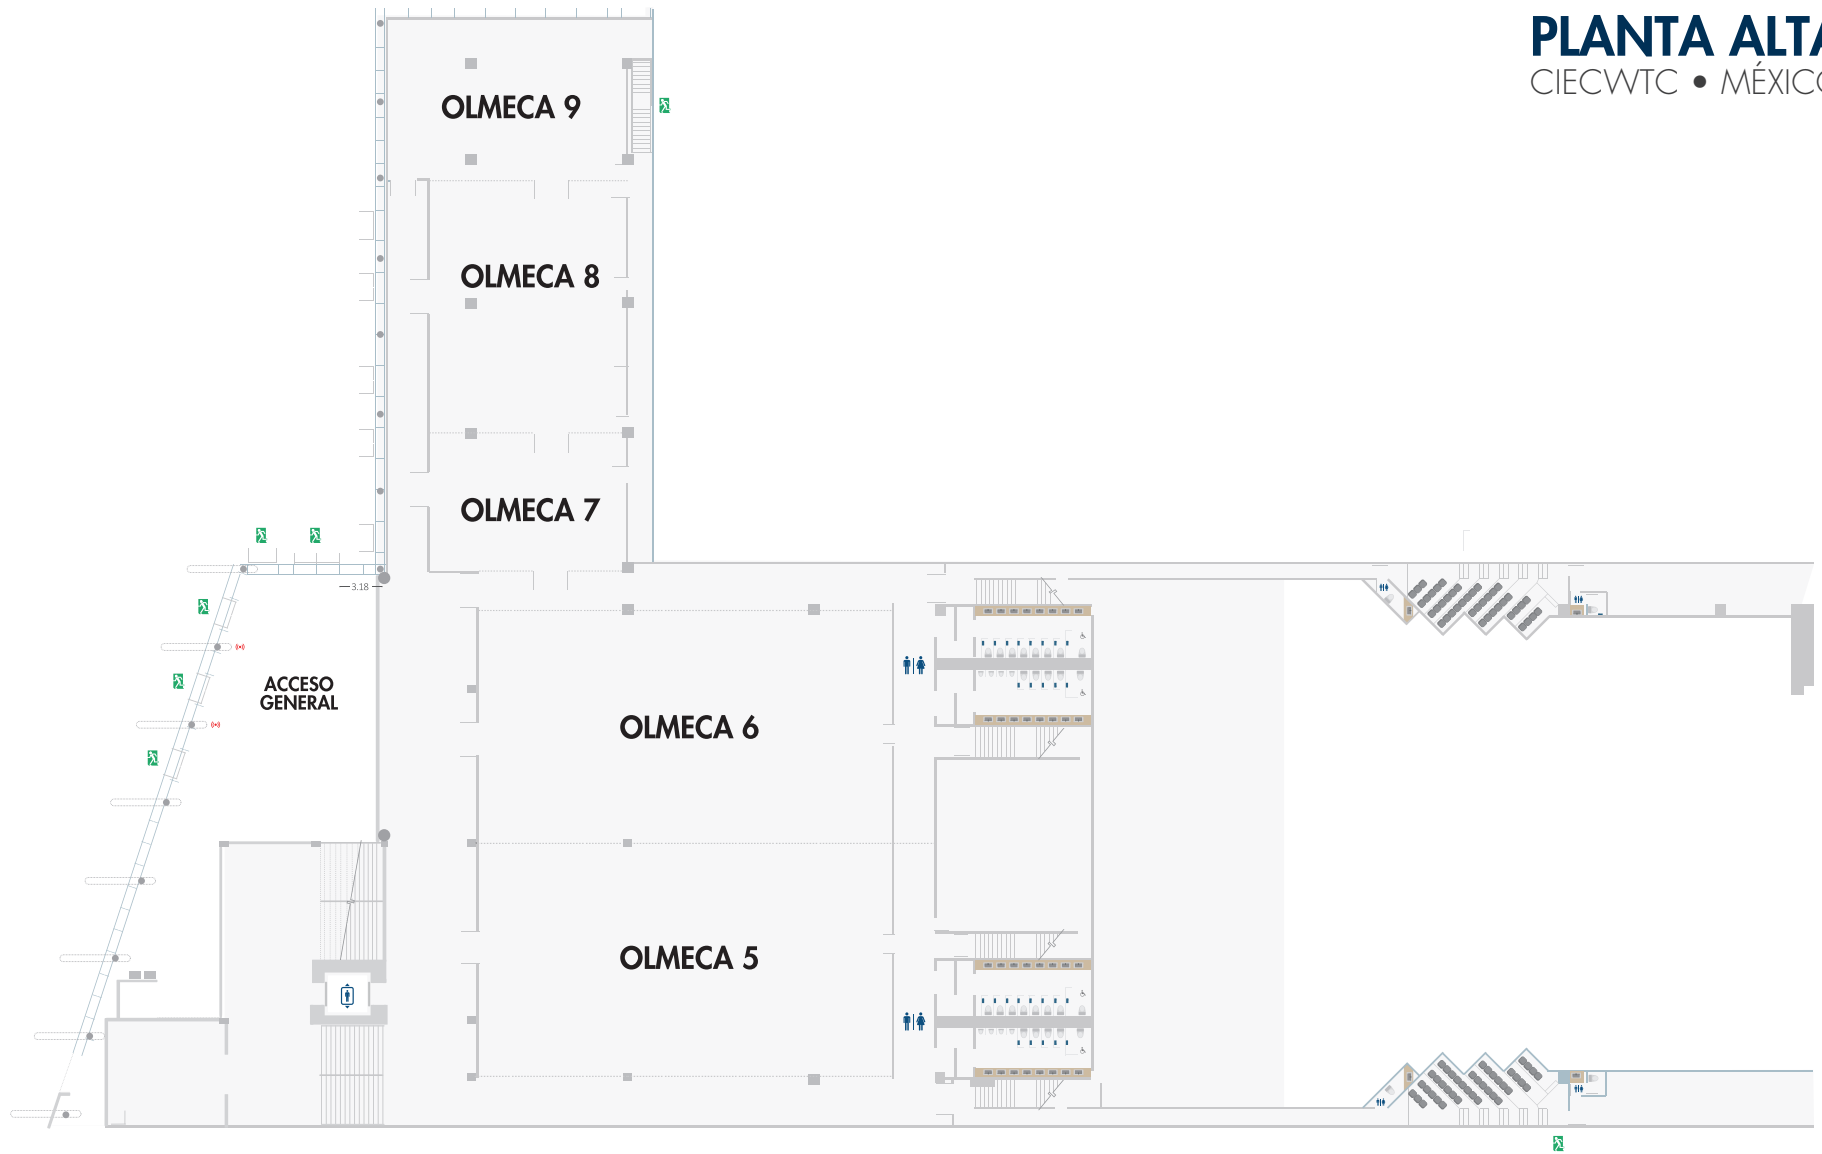 PLANTA ALTA
CIECWTC • MÉXICO
OLMECA 9
OLMECA 8
OLMECA 7
3.18
ACCESO
GENERAL
OLMECA 6
OLMECA 5